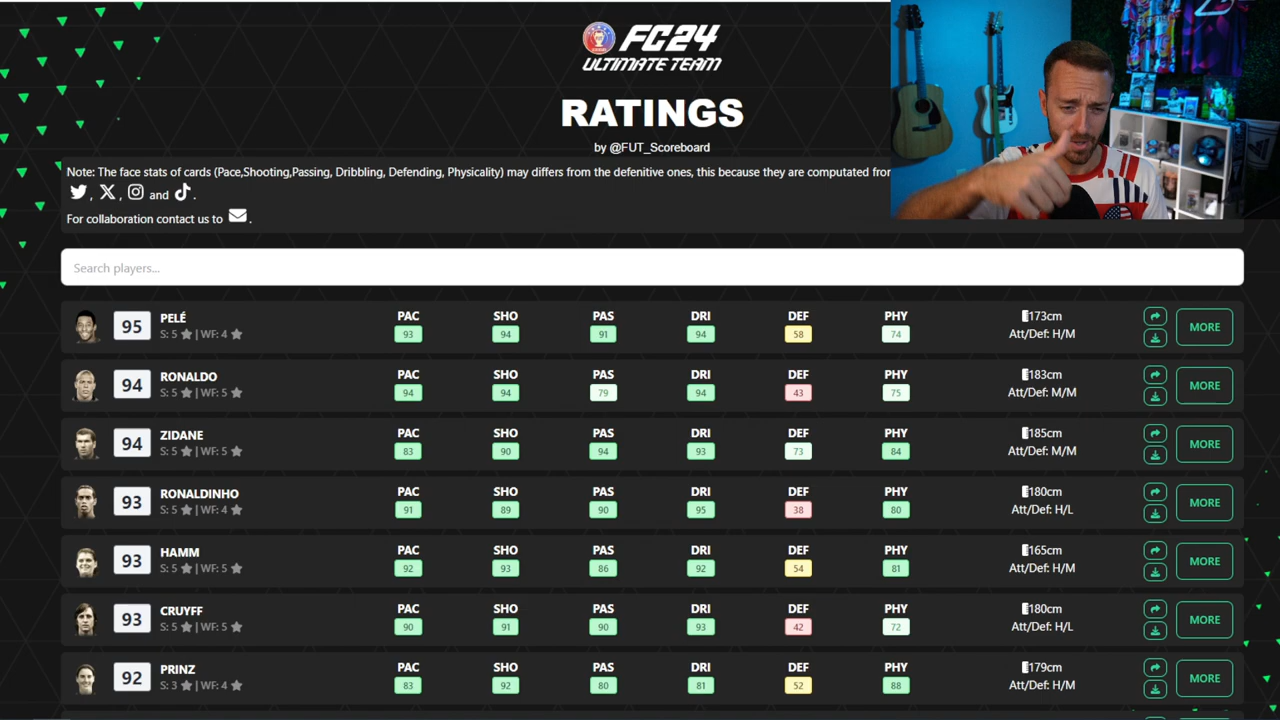 FC24
ULTIMATE TEAM
RATINGS
by @FUT_Scoreboard
Note: The face stats of cards (Pace,Shooting,Passing, Dribbling, Defending, Physicality) may differs from the defenitive ones, this because they are computated from
, , and .
For collaboration contact us to .
Search players...
95 PELÉ PAC SHO PAS DRI DEF PHY 173cm
S: 5 | WF: 4 93 94 91 94 58 74 Att/Def: H/M MORE
94 RONALDO PAC SHO PAS DRI DEF PHY 183cm
S: 5 | WF: 5 94 94 79 94 43 75 Att/Def: M/M MORE
94 ZIDANE PAC SHO PAS DRI DEF PHY 185cm
S: 5 | WF: 5 83 90 94 93 73 84 Att/Def: M/M MORE
93 RONALDINHO PAC SHO PAS DRI DEF PHY 180cm
S: 5 | WF: 4 91 89 90 95 38 80 Att/Def: H/L MORE
93 HAMM PAC SHO PAS DRI DEF PHY 165cm
S: 5 | WF: 5 92 93 86 92 54 81 Att/Def: H/M MORE
93 CRUYFF PAC SHO PAS DRI DEF PHY 180cm
S: 5 | WF: 5 90 91 90 93 42 72 Att/Def: H/L MORE
92 PRINZ PAC SHO PAS DRI DEF PHY 179cm
S: 3 | WF: 4 83 92 80 81 52 88 Att/Def: H/M MORE